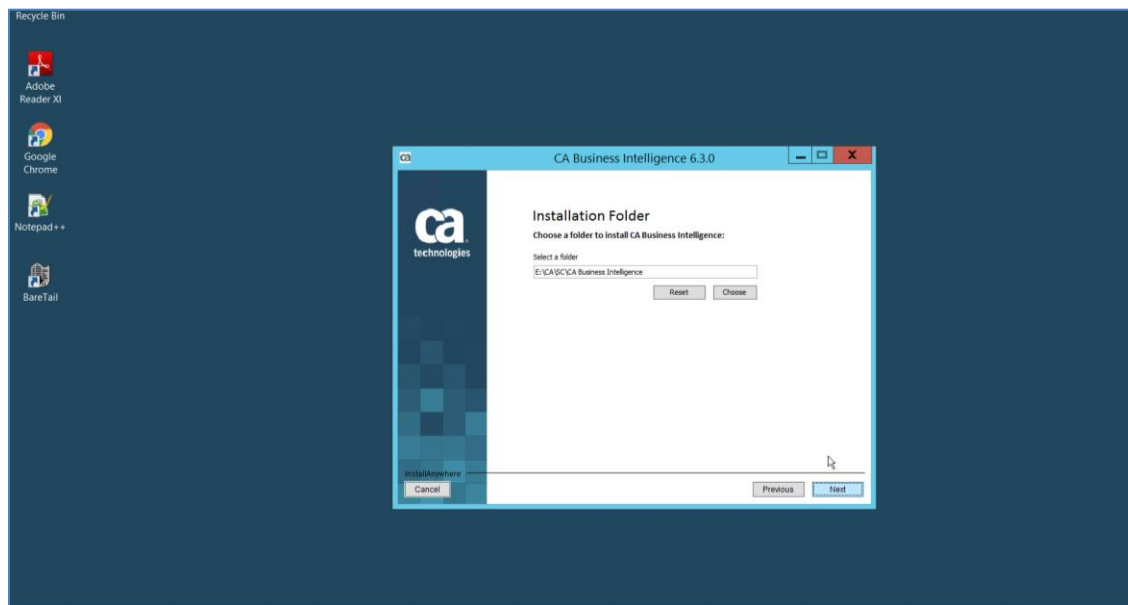 Recycle Bin
Adobe
Reader XI
Google
Chrome
Notepad++
BareTail
ca
CA Business Intelligence 6.3.0
X
ca
technologies
Installation Folder
Choose a folder to install CA Business Intelligence:
Select a folder
E:\CA\SC\CA Business Intelligence
Reset Choose
InstallAnywhere
Cancel Previous Next